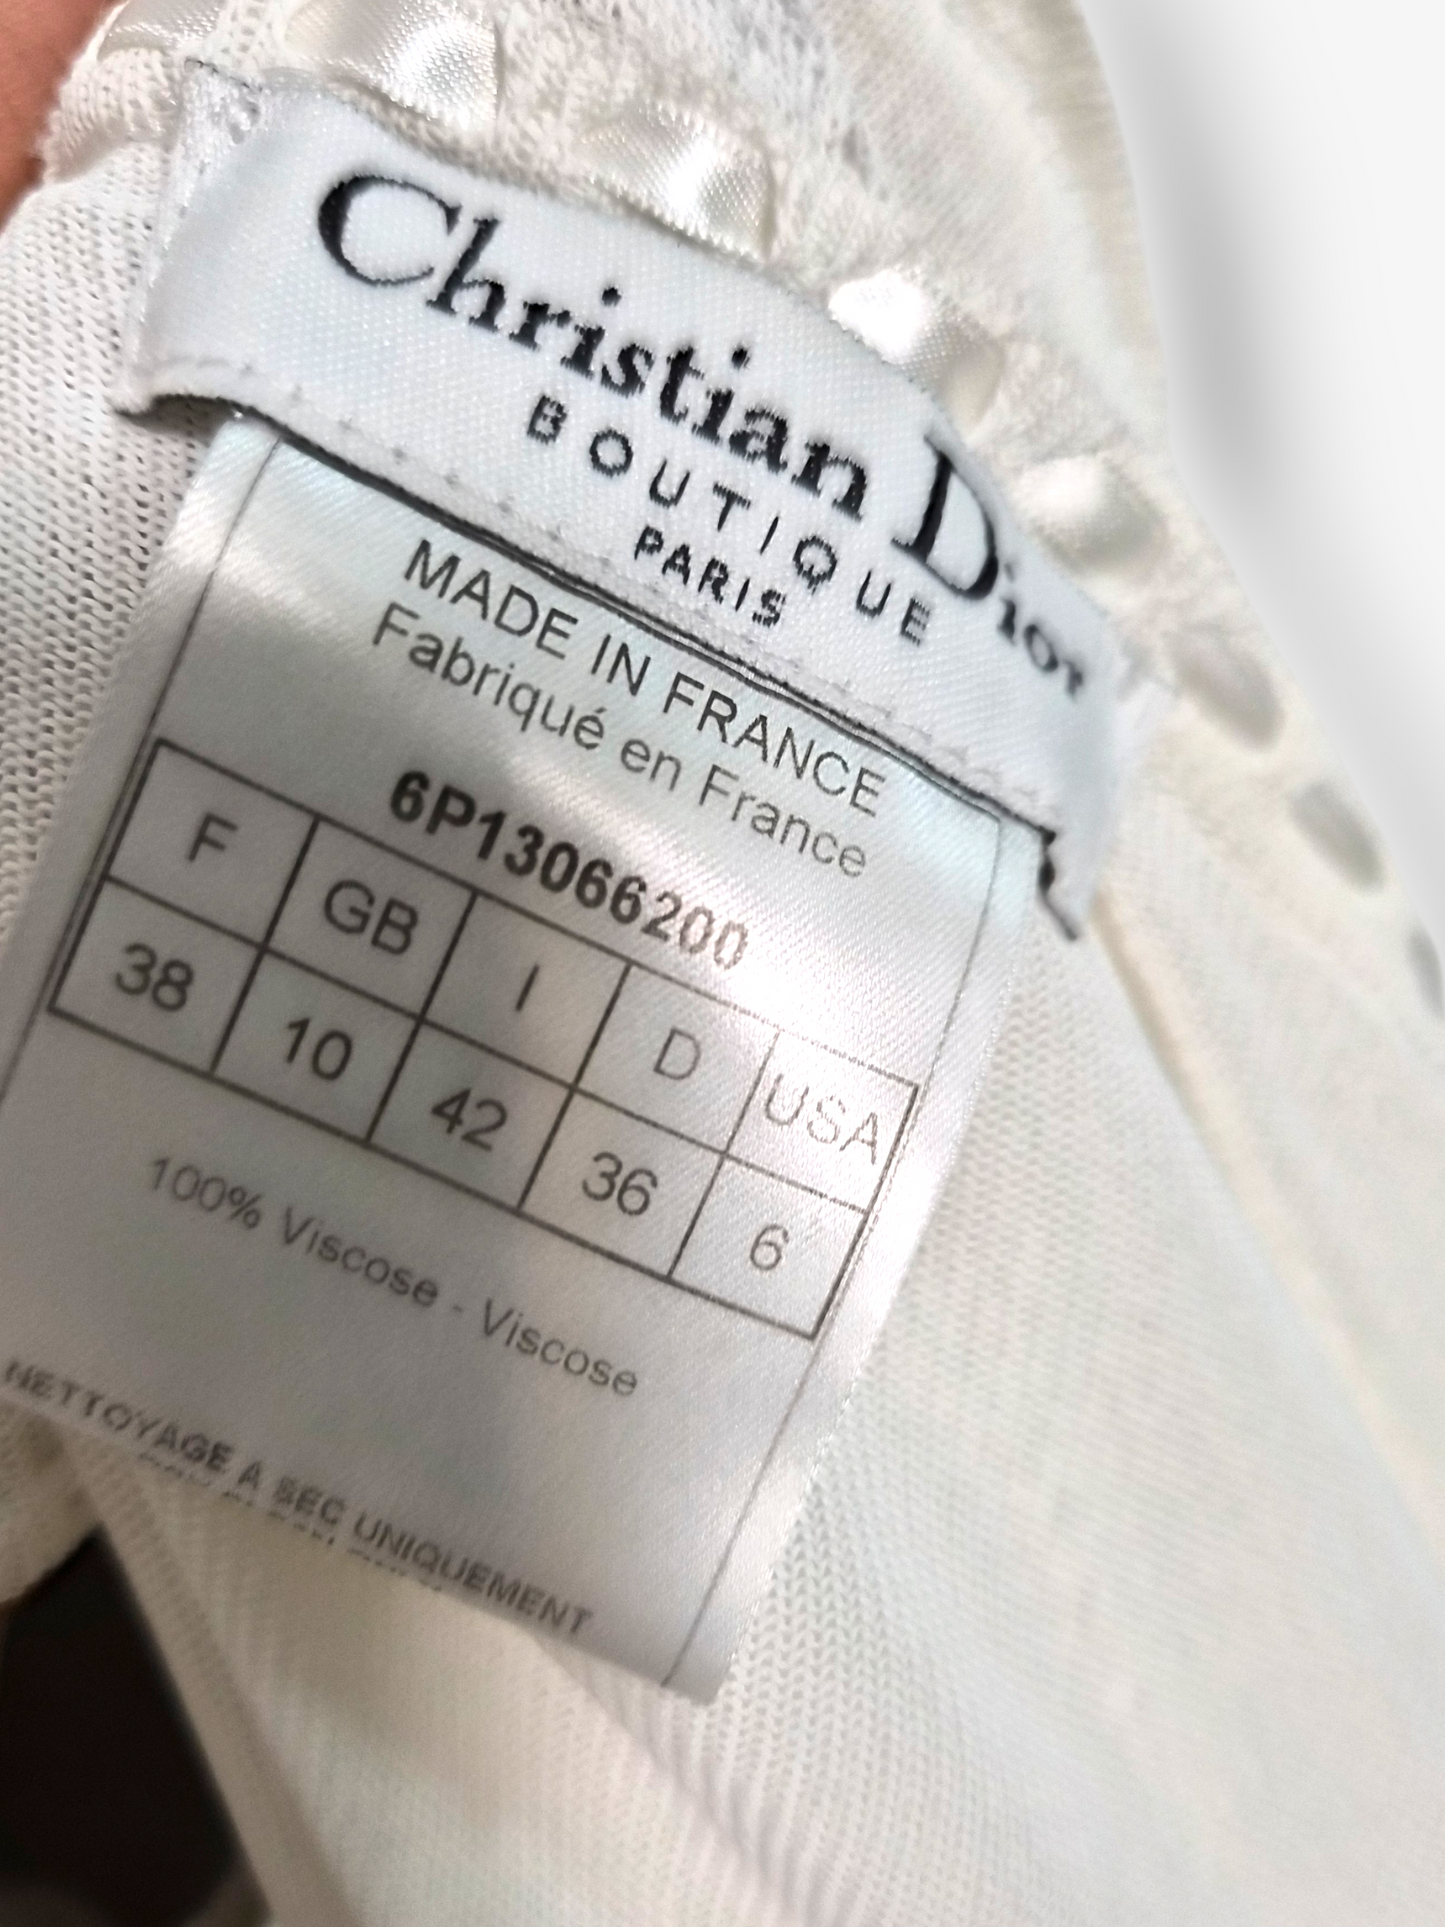 Christian Dior
BOUTIQUE
PARIS
MADE IN FRANCE
Fabriqué en France
6P13066200
F GB I D USA
38 10 42 36 6
100% Viscose - Viscose
NETTOYAGE A SEC UNIQUEMENT